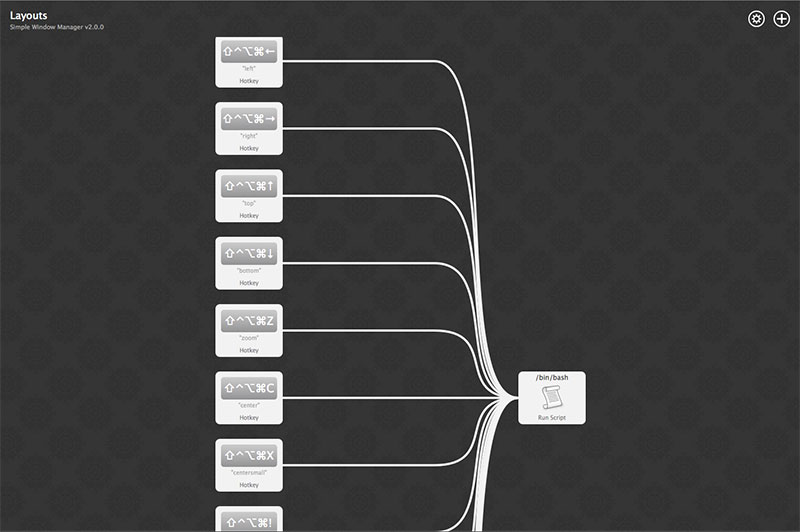 Layouts
Simple Window Manager v2.0.0
⇧^⌥⌘←
"left"
Hotkey
⇧^⌥⌘→
"right"
Hotkey
⇧^⌥⌘↑
"top"
Hotkey
⇧^⌥⌘↓
"bottom"
Hotkey
⇧^⌥⌘Z
"zoom"
Hotkey
⇧^⌥⌘C
"center"
Hotkey
⇧^⌥⌘X
"centersmall"
Hotkey
⇧^⌥⌘!
/bin/bash
Run Script